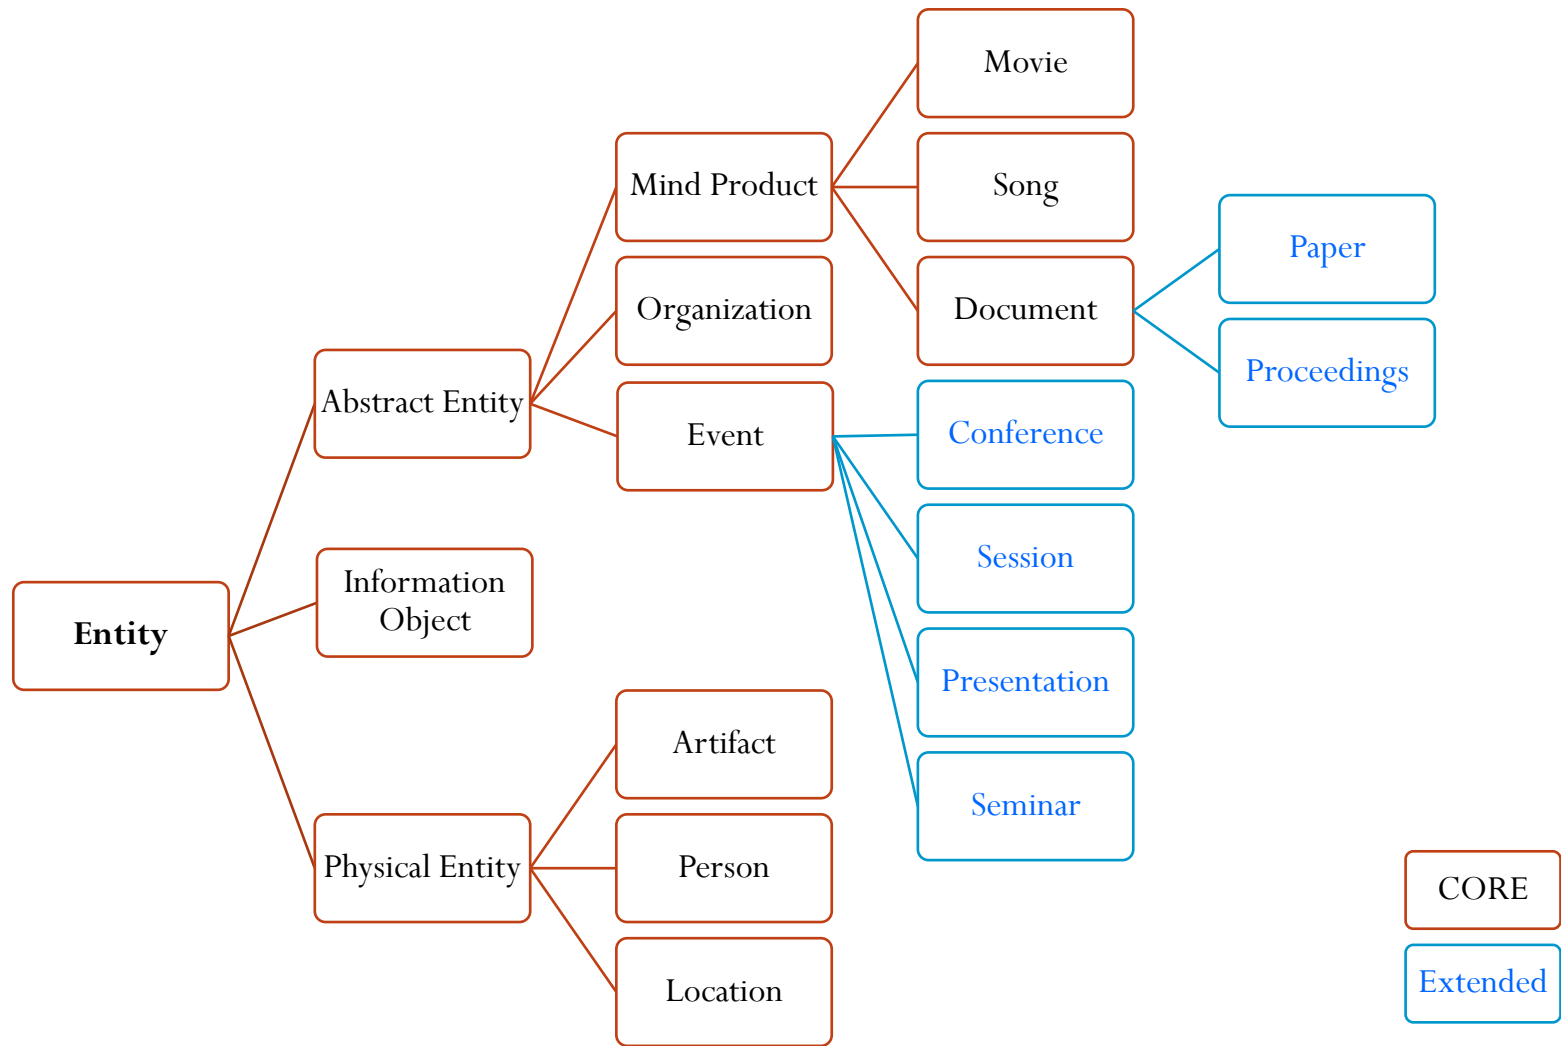 Movie
Mind Product
Song
Paper
Organization
Document
Proceedings
Abstract Entity
Event
Conference
Session
Information
Object
Entity
Presentation
Artifact
Seminar
Physical Entity
Person
CORE
Location
Extended